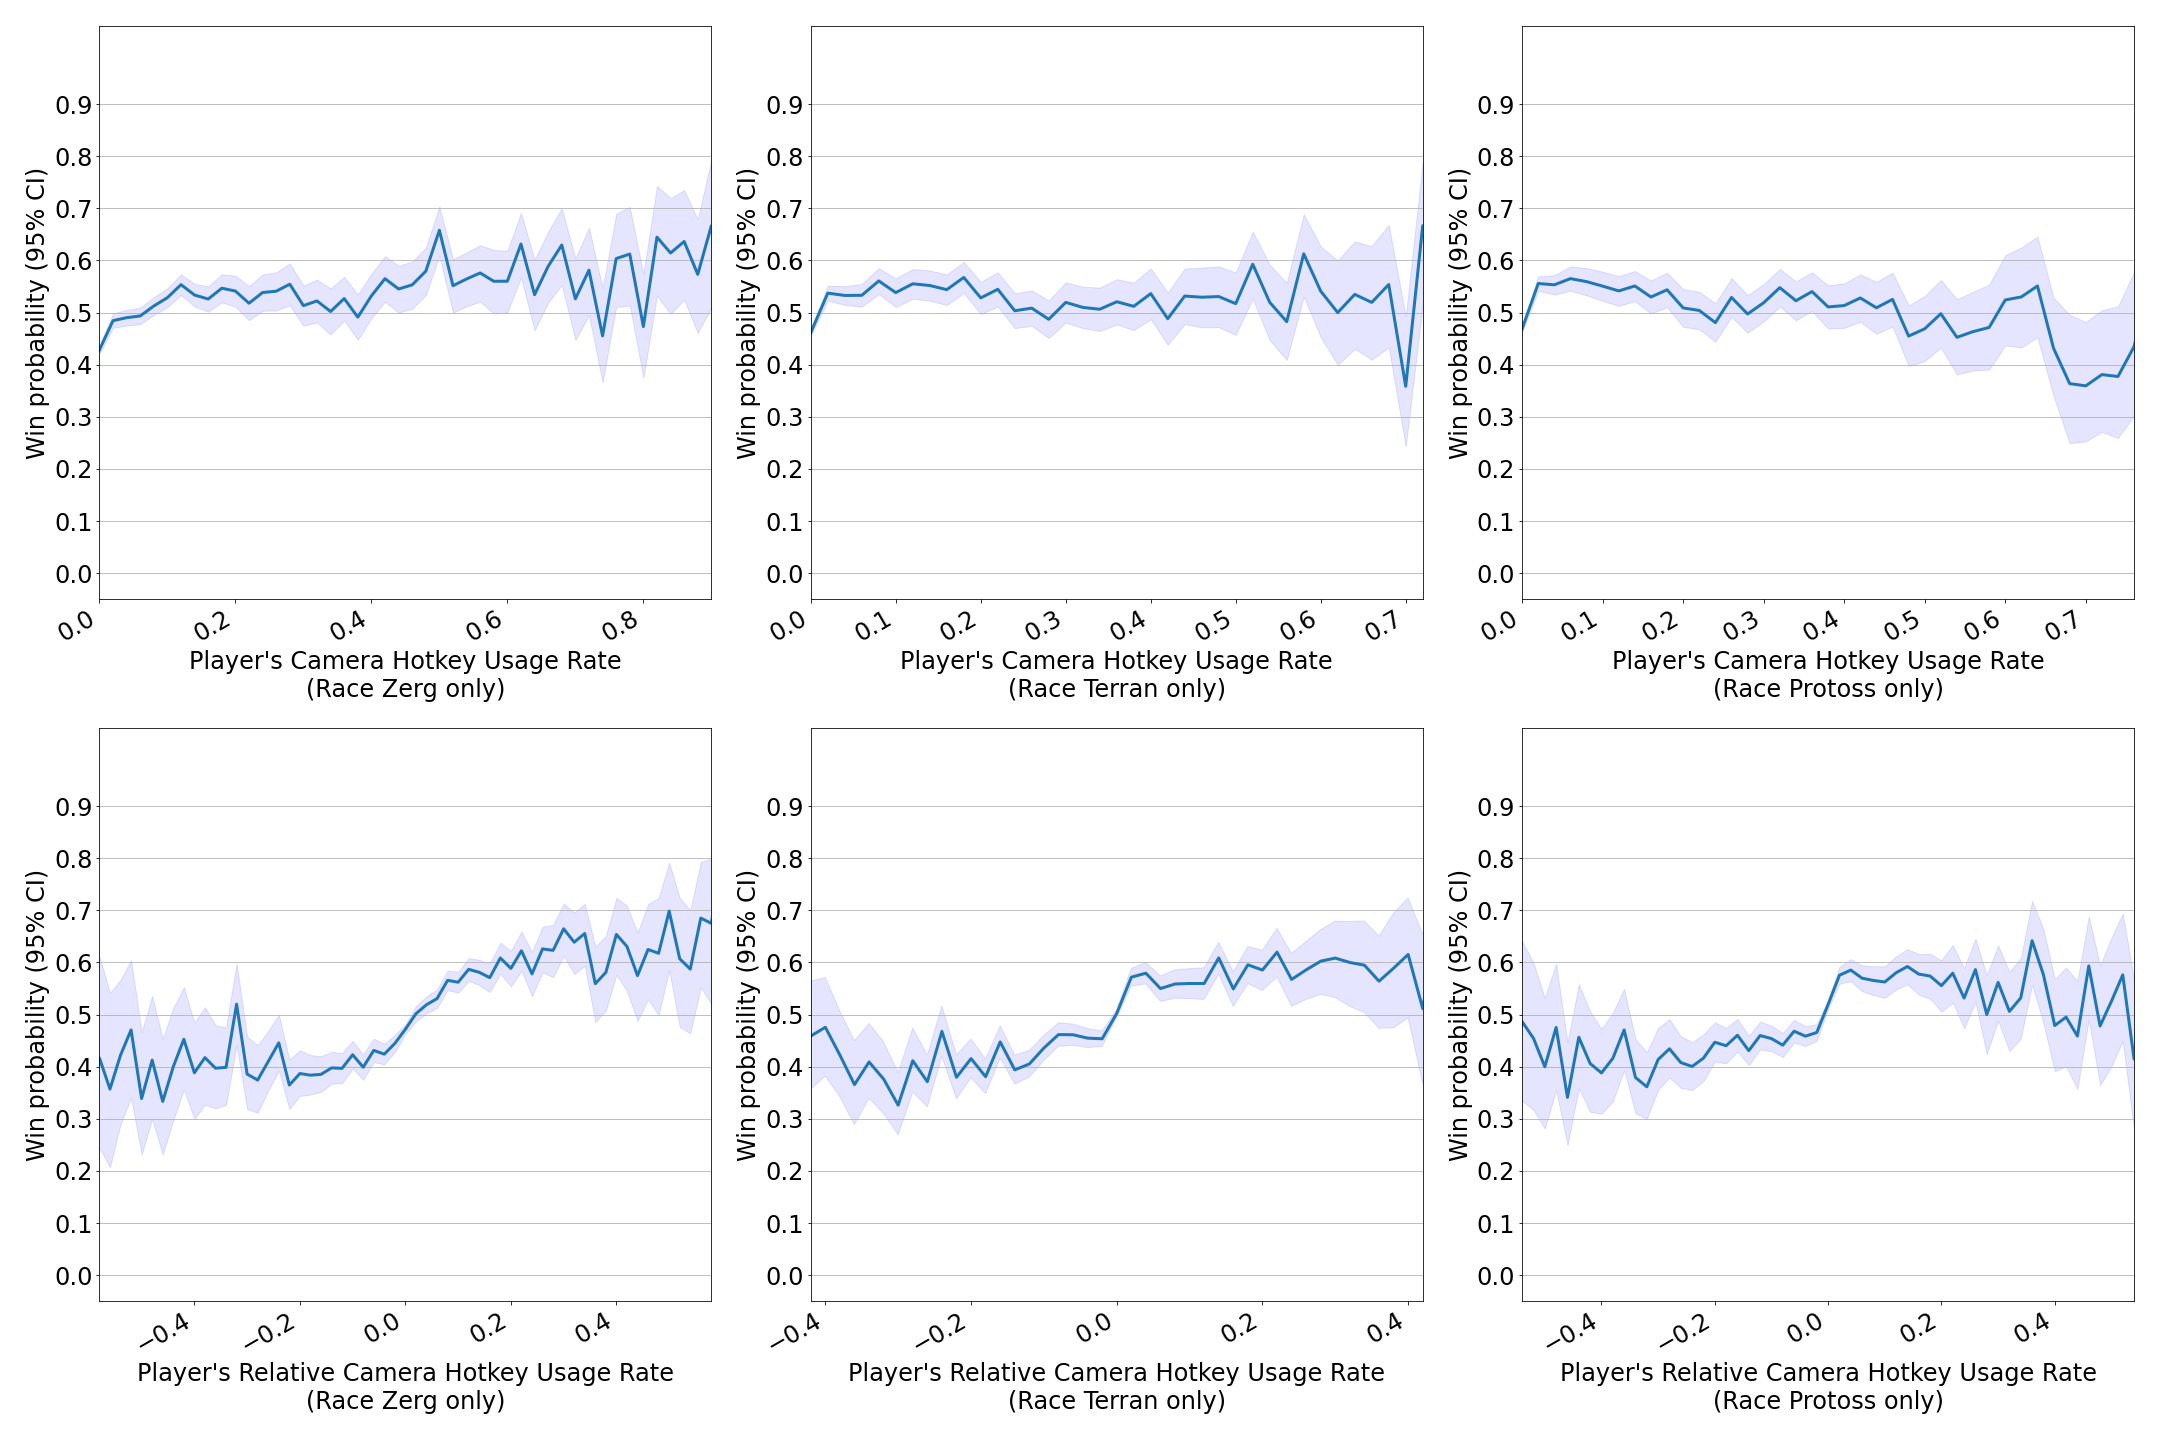 Win probability (95% CI)
0.9
0.8
0.7
0.6
0.5
0.4
0.3
0.2
0.1
0.0
0.0 0.2 0.4 0.6 0.8
Player's Camera Hotkey Usage Rate
(Race Zerg only)
Win probability (95% CI)
0.9
0.8
0.7
0.6
0.5
0.4
0.3
0.2
0.1
0.0
0.0 0.1 0.2 0.3 0.4 0.5 0.6 0.7
Player's Camera Hotkey Usage Rate
(Race Terran only)
Win probability (95% CI)
0.9
0.8
0.7
0.6
0.5
0.4
0.3
0.2
0.1
0.0
0.0 0.1 0.2 0.3 0.4 0.5 0.6 0.7
Player's Camera Hotkey Usage Rate
(Race Protoss only)
Win probability (95% CI)
0.9
0.8
0.7
0.6
0.5
0.4
0.3
0.2
0.1
0.0
−0.4 −0.2 0.0 0.2 0.4
Player's Relative Camera Hotkey Usage Rate
(Race Zerg only)
Win probability (95% CI)
0.9
0.8
0.7
0.6
0.5
0.4
0.3
0.2
0.1
0.0
−0.4 −0.2 0.0 0.2 0.4
Player's Relative Camera Hotkey Usage Rate
(Race Terran only)
Win probability (95% CI)
0.9
0.8
0.7
0.6
0.5
0.4
0.3
0.2
0.1
0.0
−0.4 −0.2 0.0 0.2 0.4
Player's Relative Camera Hotkey Usage Rate
(Race Protoss only)